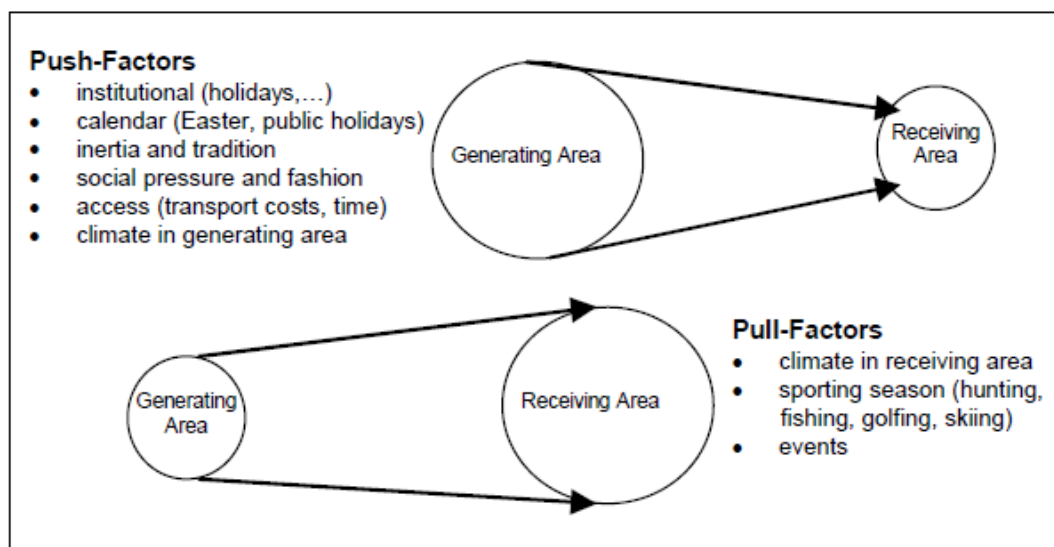 Push-Factors
• institutional (holidays,...)
• calendar (Easter, public holidays)
• inertia and tradition
• social pressure and fashion
• access (transport costs, time)
• climate in generating area
Generating Area
Receiving
Area
Generating
Area
Receiving Area
Pull-Factors
• climate in receiving area
• sporting season (hunting,
fishing, golfing, skiing)
• events